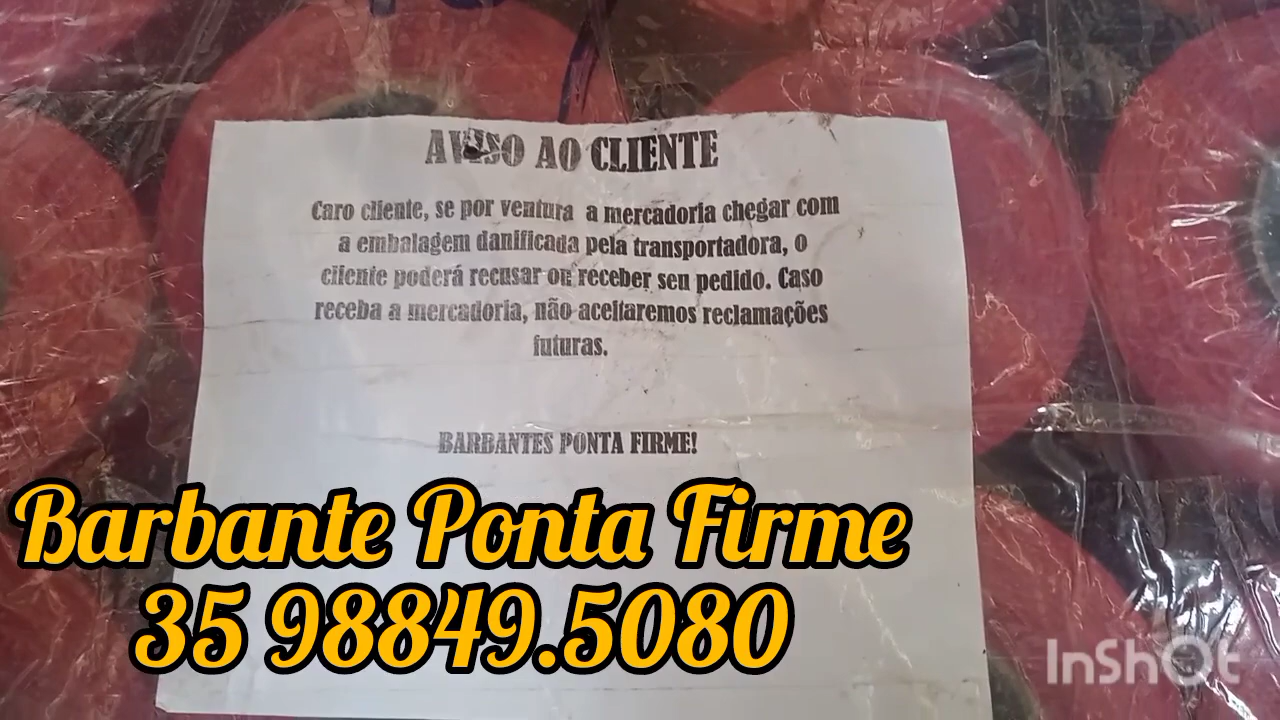 AVISO AO CLIENTE
Caro cliente, se por ventura a mercadoria chegar com
a embalagem danificada pela transportadora, o
cliente poderá recusar ou receber seu pedido. Caso
receba a mercadoria, não aceitaremos reclamações
futuras.
BARBANTES PONTA FIRME!
Barbante Ponta Firme
35 98849.5080
InShOt